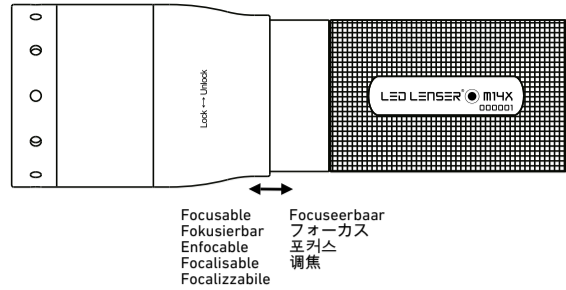 Lock ↔ Unlock
LED LENSER® M14X
000001
Focusable
Fokusierbar
Enfocable
Focalisable
Focalizzabile
Focuseerbaar
フォーカス
포커스
调焦